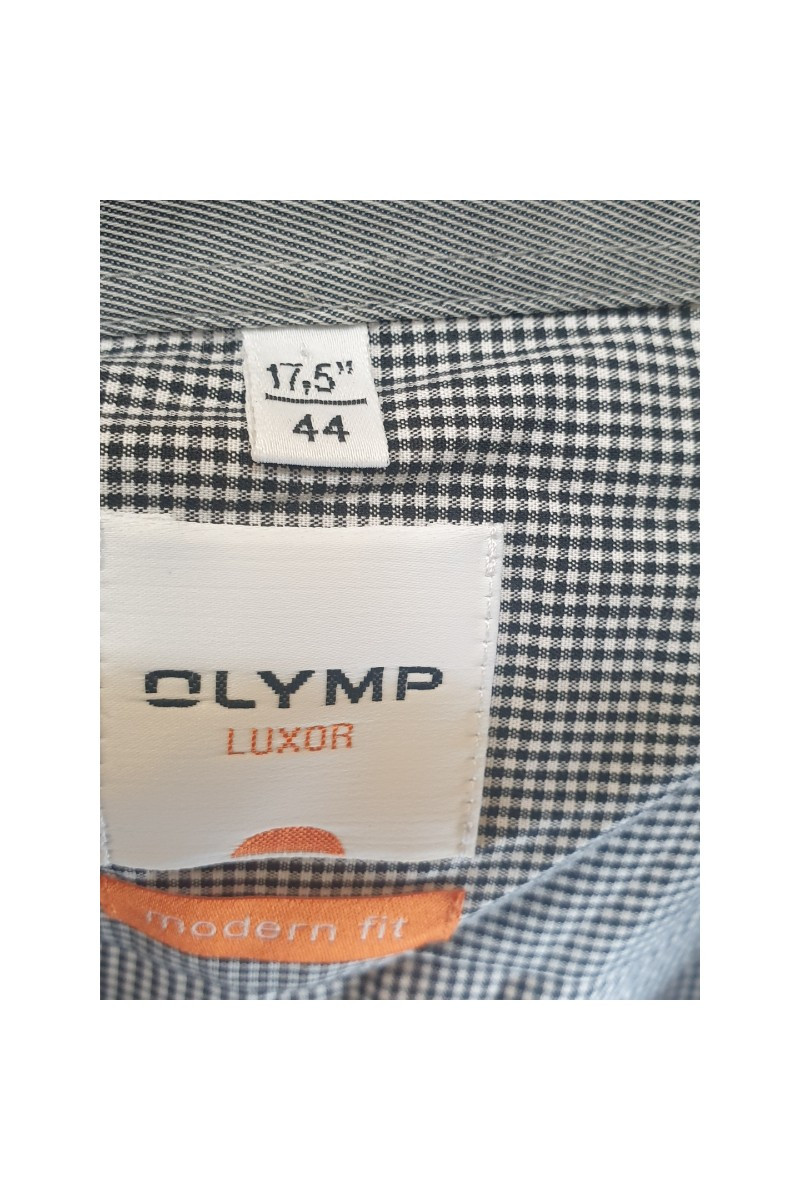 17,5"
44
OLYMP
LUXOR
modern fit